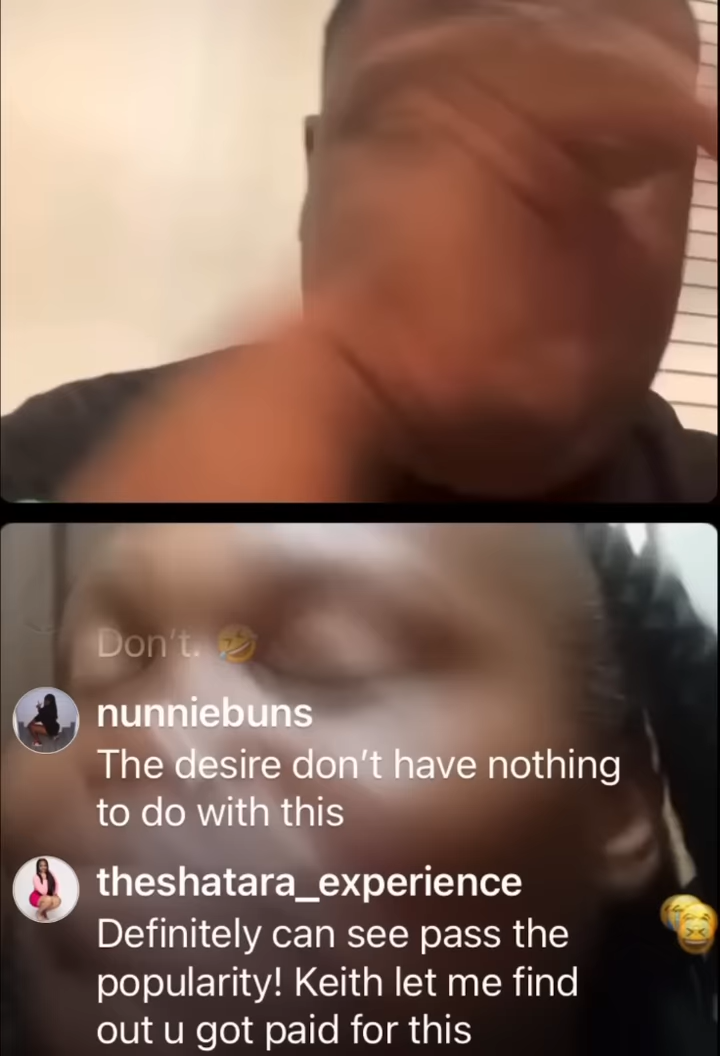 Don't. 🤣
nunniebuns
The desire don't have nothing
to do with this
theshatara_experience
Definitely can see pass the
popularity! Keith let me find
out u got paid for this